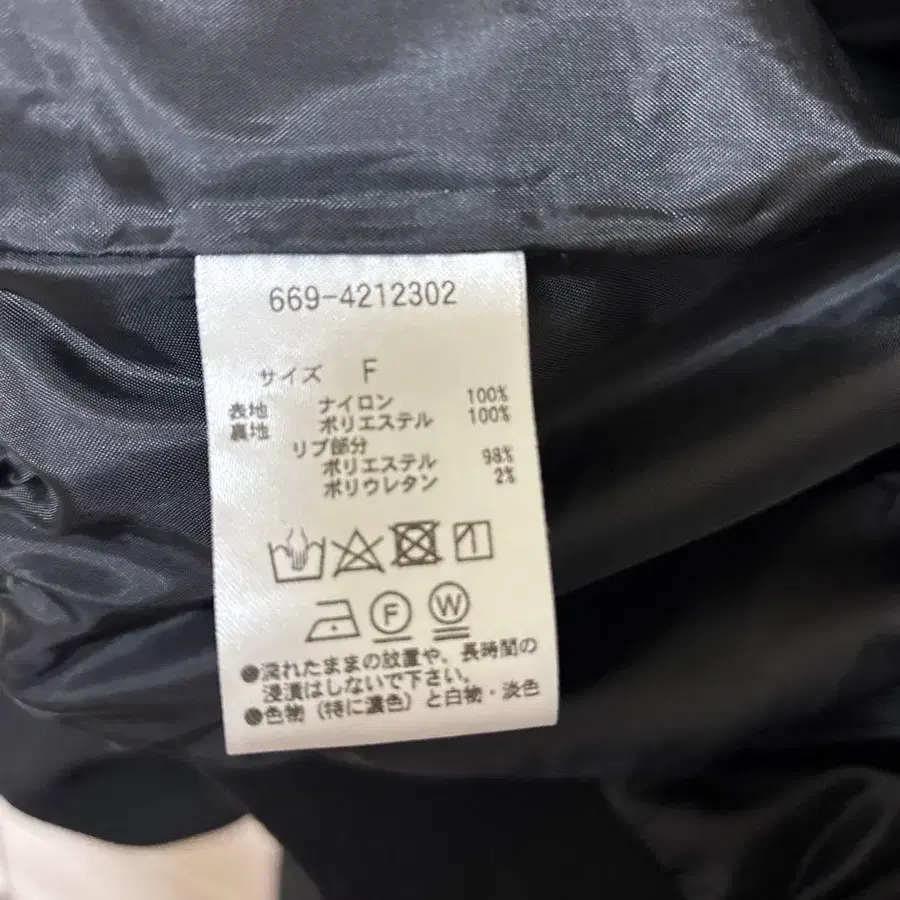 669-4212302
サイズ F
表地 ナイロン 100%
裏地 ポリエステル 100%
リブ部分
ポリエステル 98%
ポリウレタン 2%
F W
●濡れたままの放置や、長時間の
浸漬はしないで下さい。
●色物（特に濃色）と白物・淡色